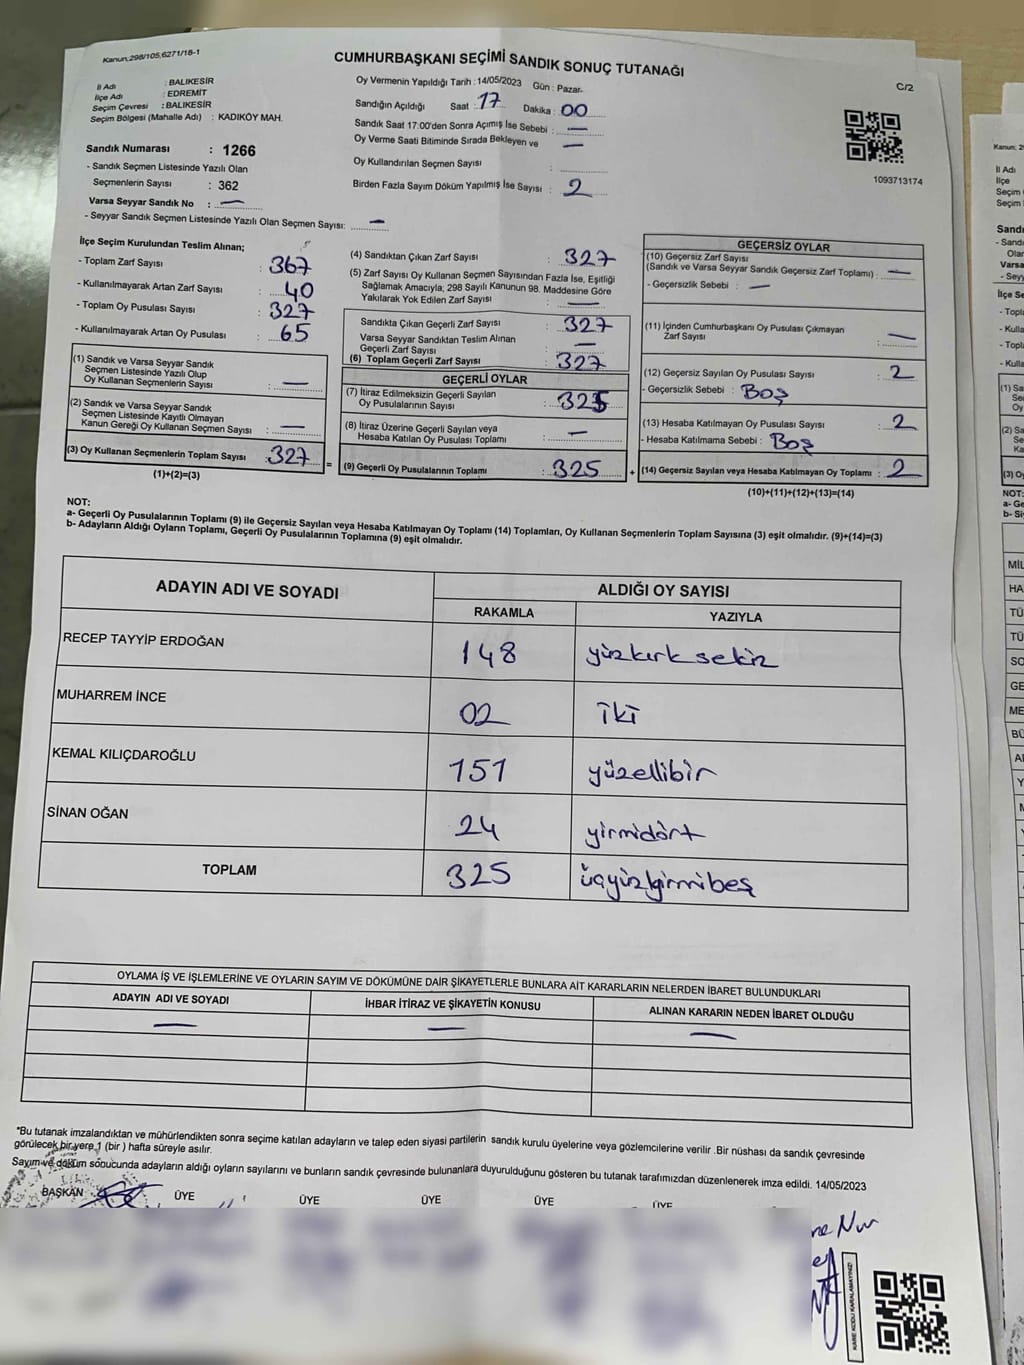 Kanun;298/105,6271/18-1
CUMHURBAŞKANI SEÇİMİ SANDIK SONUÇ TUTANAĞI
C/2
İl Adı : BALIKESİR
İlçe Adı : EDREMİT
Seçim Çevresi : BALIKESİR
Seçim Bölgesi (Mahalle Adı) : KADIKÖY MAH.
Oy Vermenin Yapıldığı Tarih : 14/05/2023 Gün : Pazar
Sandığın Açıldığı Saat : 17 Dakika : 00
Sandık Saat 17:00'den Sonra Açımış İse Sebebi : —
Oy Verme Saati Bitiminde Sırada Bekleyen ve —
Oy Kullandırılan Seçmen Sayısı :
Birden Fazla Sayım Döküm Yapılmış İse Sayısı : 2
1093713174
Sandık Numarası : 1266
- Sandık Seçmen Listesinde Yazılı Olan
Seçmenlerin Sayısı : 362
Varsa Seyyar Sandık No : —
- Seyyar Sandık Seçmen Listesinde Yazılı Olan Seçmen Sayısı: —
İlçe Seçim Kurulundan Teslim Alınan;
- Toplam Zarf Sayısı : 367
- Kullanılmayarak Artan Zarf Sayısı : 40
- Toplam Oy Pusulası Sayısı : 327
- Kullanılmayarak Artan Oy Pusulası : 65
(1) Sandık ve Varsa Seyyar Sandık
Seçmen Listesinde Yazılı Olup
Oy Kullanan Seçmenlerin Sayısı : —
(2) Sandık ve Varsa Seyyar Sandık
Seçmen Listesinde Kayıtlı Olmayan
Kanun Gereği Oy Kullanan Seçmen Sayısı : —
(3) Oy Kullanan Seçmenlerin Toplam Sayısı : 327 =
(1)+(2)=(3)
(4) Sandıktan Çıkan Zarf Sayısı : 327
(5) Zarf Sayısı Oy Kullanan Seçmen Sayısından Fazla İse, Eşitliği
Sağlamak Amacıyla; 298 Sayılı Kanunun 98. Maddesine Göre
Yakılarak Yok Edilen Zarf Sayısı : —
Sandıkta Çıkan Geçerli Zarf Sayısı : 327
Varsa Seyyar Sandıktan Teslim Alınan
Geçerli Zarf Sayısı : —
(6) Toplam Geçerli Zarf Sayısı : 327
GEÇERLİ OYLAR
(7) İtiraz Edilmeksizin Geçerli Sayılan
Oy Pusulalarının Sayısı : 325
(8) İtiraz Üzerine Geçerli Sayılan veya
Hesaba Katılan Oy Pusulası Toplamı : —
(9) Geçerli Oy Pusulalarının Toplamı : 325 +
GEÇERSİZ OYLAR
(10) Geçersiz Zarf Sayısı
(Sandık ve Varsa Seyyar Sandık Geçersiz Zarf Toplamı) : —
- Geçersizlik Sebebi : —
(11) İçinden Cumhurbaşkanı Oy Pusulası Çıkmayan
Zarf Sayısı : —
(12) Geçersiz Sayılan Oy Pusulası Sayısı : 2
- Geçersizlik Sebebi : Boş
(13) Hesaba Katılmayan Oy Pusulası Sayısı : 2
- Hesaba Katılmama Sebebi : Boş
(14) Geçersiz Sayılan veya Hesaba Katılmayan Oy Toplamı : 2
(10)+(11)+(12)+(13)=(14)
NOT:
a- Geçerli Oy Pusulalarının Toplamı (9) ile Geçersiz Sayılan veya Hesaba Katılmayan Oy Toplamı (14) Toplamları, Oy Kullanan Seçmenlerin Toplam Sayısına (3) eşit olmalıdır. (9)+(14)=(3)
b- Adayların Aldığı Oyların Toplamı, Geçerli Oy Pusulalarının Toplamına (9) eşit olmalıdır.
ADAYIN ADI VE SOYADI ALDIĞI OY SAYISI
RAKAMLA YAZIYLA
RECEP TAYYİP ERDOĞAN 148 yüzkırk sekiz
MUHARREM İNCE 02 iki
KEMAL KILIÇDAROĞLU 151 yüzellibir
SİNAN OĞAN 24 yirmidört
TOPLAM 325 üçyüzyirmibeş
OYLAMA İŞ VE İŞLEMLERİNE VE OYLARIN SAYIM VE DÖKÜMÜNE DAİR ŞİKAYETLERLE BUNLARA AİT KARARLARIN NELERDEN İBARET BULUNDUKLARI
ADAYIN ADI VE SOYADI İHBAR İTİRAZ VE ŞİKAYETİN KONUSU ALINAN KARARIN NEDEN İBARET OLDUĞU
— — —
*Bu tutanak imzalandıktan ve mühürlendikten sonra seçime katılan adayların ve talep eden siyasi partilerin sandık kurulu üyelerine veya gözlemcilerine verilir .Bir nüshası da sandık çevresinde
görülecek bir yere 1 (bir ) hafta süreyle asılır.
Sayım ve döküm sonucunda adayların aldığı oyların sayılarını ve bunların sandık çevresinde bulunanlara duyurulduğunu gösteren bu tutanak tarafımızdan düzenlenerek imza edildi. 14/05/2023
BAŞKAN ÜYE ÜYE ÜYE ÜYE ÜYE
Nur
KARE KODU KARALAMAYINIZ!